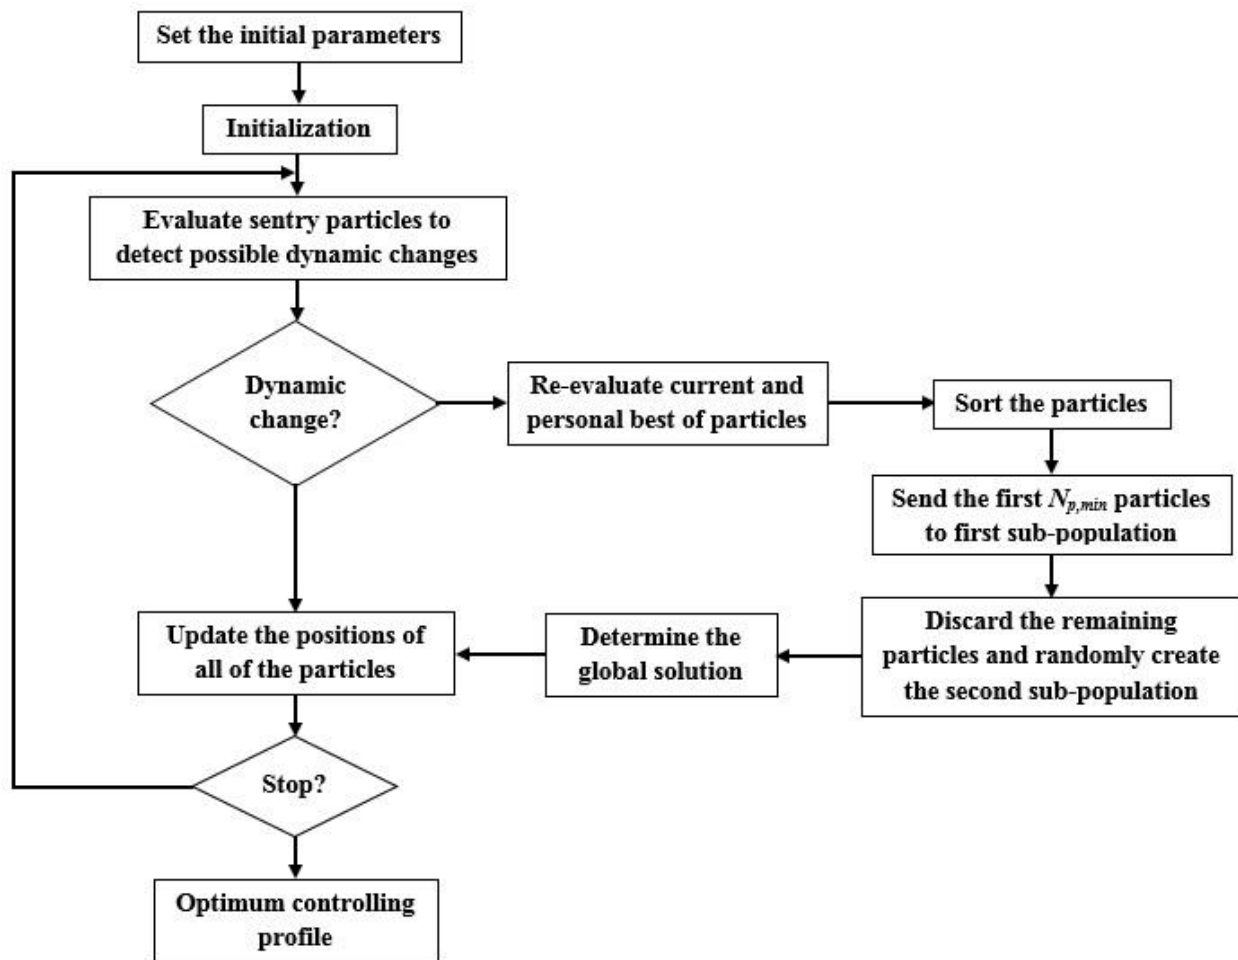 Set the initial parameters
Initialization
Evaluate sentry particles to
detect possible dynamic changes
Dynamic
change?
Re-evaluate current and
personal best of particles
Sort the particles
Send the first Np,min particles
to first sub-population
Discard the remaining
particles and randomly create
the second sub-population
Determine the
global solution
Update the positions of
all of the particles
Stop?
Optimum controlling
profile